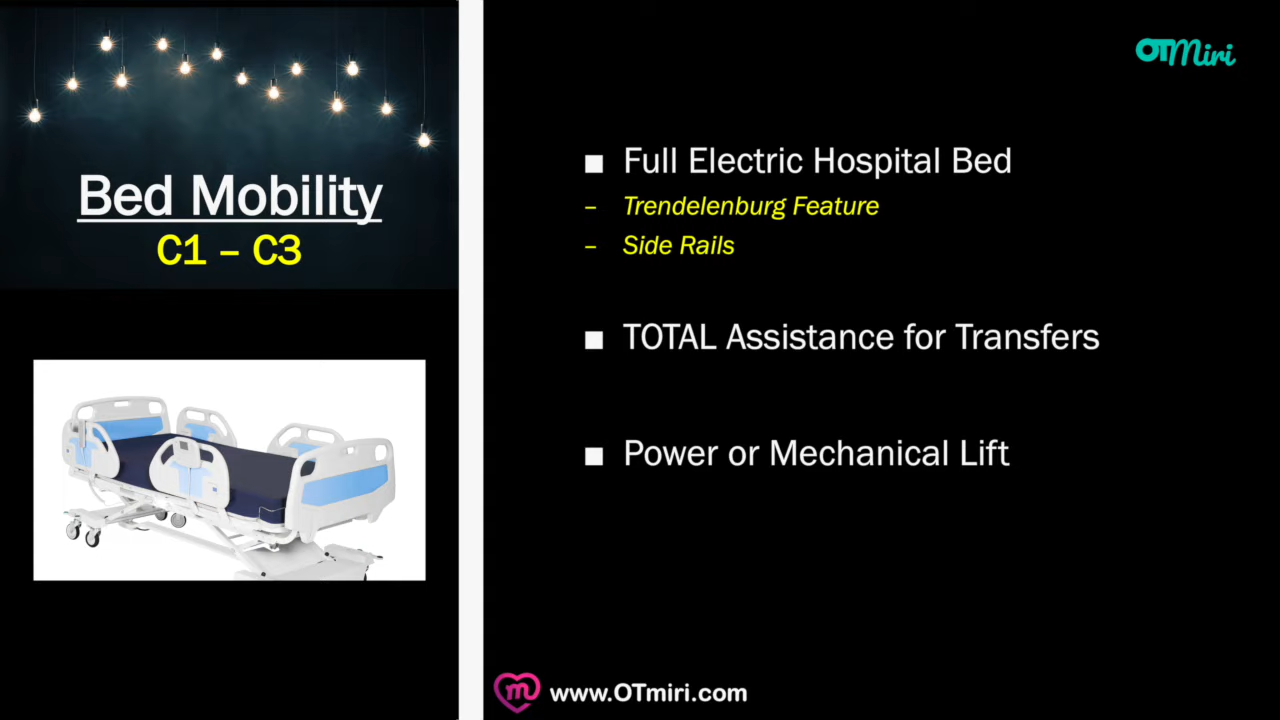 Bed Mobility
C1 – C3
OTmiri
■ Full Electric Hospital Bed
– Trendelenburg Feature
– Side Rails
■ TOTAL Assistance for Transfers
■ Power or Mechanical Lift
m www.OTmiri.com